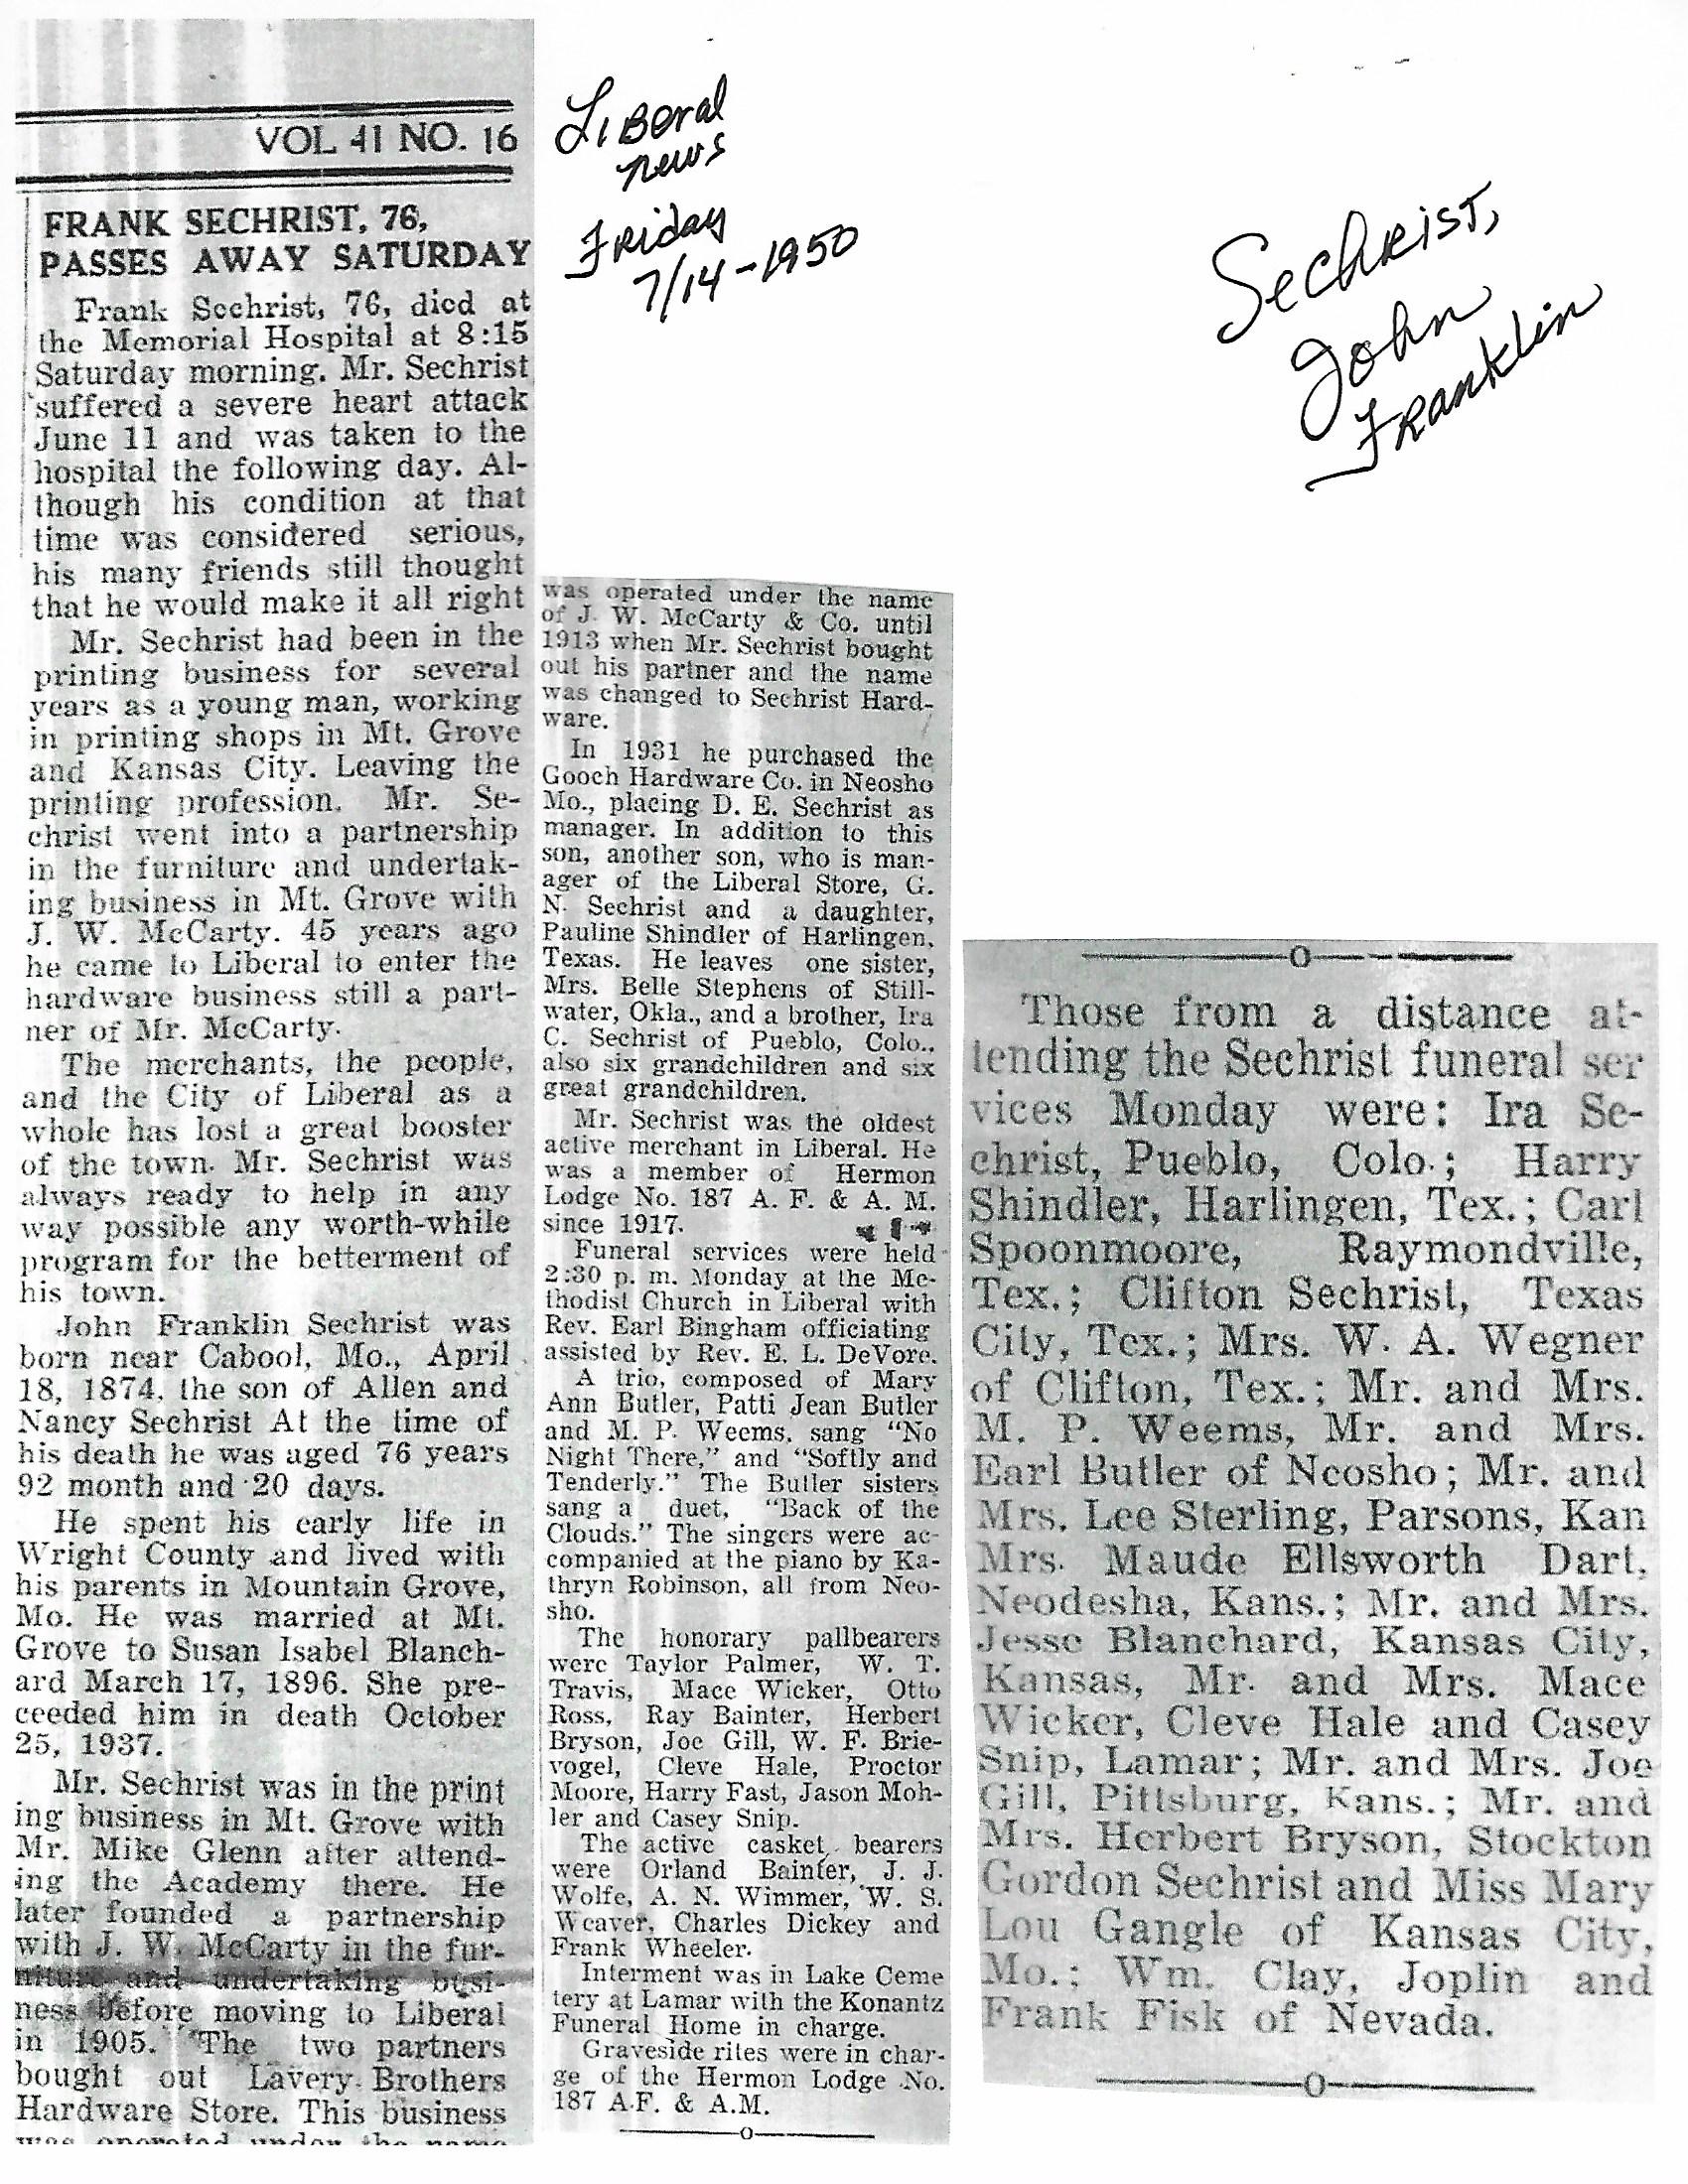 VOL 41 NO. 16
FRANK SECHRIST, 76,
PASSES AWAY SATURDAY
Frank Sechrist, 76, died at
the Memorial Hospital at 8:15
Saturday morning. Mr. Sechrist
suffered a severe heart attack
June 11 and was taken to the
hospital the following day. Al-
though his condition at that
time was considered serious,
his many friends still thought
that he would make it all right
Mr. Sechrist had been in the
printing business for several
years as a young man, working
in printing shops in Mt. Grove
and Kansas City. Leaving the
printing profession, Mr. Se-
christ went into a partnership
in the furniture and undertak-
ing business in Mt. Grove with
J. W. McCarty. 45 years ago
he came to Liberal to enter the
hardware business still a part-
ner of Mr. McCarty.
The merchants, the people,
and the City of Liberal as a
whole has lost a great booster
of the town. Mr. Sechrist was
always ready to help in any
way possible any worth-while
program for the betterment of
his town.
John Franklin Sechrist was
born near Cabool, Mo., April
18, 1874, the son of Allen and
Nancy Sechrist At the time of
his death he was aged 76 years
92 month and 20 days.
He spent his early life in
Wright County and lived with
his parents in Mountain Grove,
Mo. He was married at Mt.
Grove to Susan Isabel Blanch-
ard March 17, 1896. She pre-
ceeded him in death October
25, 1937.
Mr. Sechrist was in the print
ing business in Mt. Grove with
Mr. Mike Glenn after attend-
ing the Academy there. He
later founded a partnership
with J. W. McCarty in the fur-
niture and undertaking busi-
ness before moving to Liberal
in 1905. The two partners
bought out Lavery Brothers
Hardware Store. This business
was operated under the name
Liberal
news
Friday
7/14-1950
was operated under the name
of J. W. McCarty & Co. until
1913 when Mr. Sechrist bought
out his partner and the name
was changed to Sechrist Hard-
ware.
In 1931 he purchased the
Gooch Hardware Co. in Neosho
Mo., placing D. E. Sechrist as
manager. In addition to this
son, another son, who is man-
ager of the Liberal Store, G.
N. Sechrist and a daughter,
Pauline Shindler of Harlingen,
Texas. He leaves one sister,
Mrs. Belle Stephens of Still-
water, Okla., and a brother, Ira
C. Sechrist of Pueblo, Colo.,
also six grandchildren and six
great grandchildren.
Mr. Sechrist was the oldest
active merchant in Liberal. He
was a member of Hermon
Lodge No. 187 A. F. & A. M.
since 1917.
Funeral services were held
2:30 p. m. Monday at the Me-
thodist Church in Liberal with
Rev. Earl Bingham officiating
assisted by Rev. E. L. DeVore.
A trio, composed of Mary
Ann Butler, Patti Jean Butler
and M. P. Weems, sang "No
Night There," and "Softly and
Tenderly." The Butler sisters
sang a duet, "Back of the
Clouds." The singers were ac-
companied at the piano by Ka-
thryn Robinson, all from Neo-
sho.
The honorary pallbearers
were Taylor Palmer, W. T.
Travis, Mace Wicker, Otto
Ross, Ray Bainter, Herbert
Bryson, Joe Gill, W. F. Brie-
vogel, Cleve Hale, Proctor
Moore, Harry Fast, Jason Moh-
ler and Casey Snip.
The active casket bearers
were Orland Bainter, J. J.
Wolfe, A. N. Wimmer, W. S.
Weaver, Charles Dickey and
Frank Wheeler.
Interment was in Lake Ceme
tery at Lamar with the Konantz
Funeral Home in charge.
Graveside rites were in char-
ge of the Hermon Lodge No.
187 A.F. & A.M.
Sechrist,
John
Franklin
Those from a distance at-
tending the Sechrist funeral ser
vices Monday were: Ira Se-
christ, Pueblo, Colo.; Harry
Shindler, Harlingen, Tex.; Carl
Spoonmoore, Raymondville,
Tex.; Clifton Sechrist, Texas
City, Tex.; Mrs. W. A. Wegner
of Clifton, Tex.; Mr. and Mrs.
M. P. Weems, Mr. and Mrs.
Earl Butler of Neosho; Mr. and
Mrs. Lee Sterling, Parsons, Kan
Mrs. Maude Ellsworth Dart,
Neodesha, Kans.; Mr. and Mrs.
Jesse Blanchard, Kansas City,
Kansas, Mr. and Mrs. Mace
Wicker, Cleve Hale and Casey
Snip, Lamar; Mr. and Mrs. Joe
Gill, Pittsburg, Kans.; Mr. and
Mrs. Herbert Bryson, Stockton
Gordon Sechrist and Miss Mary
Lou Gangle of Kansas City,
Mo.; Wm. Clay, Joplin and
Frank Fisk of Nevada.